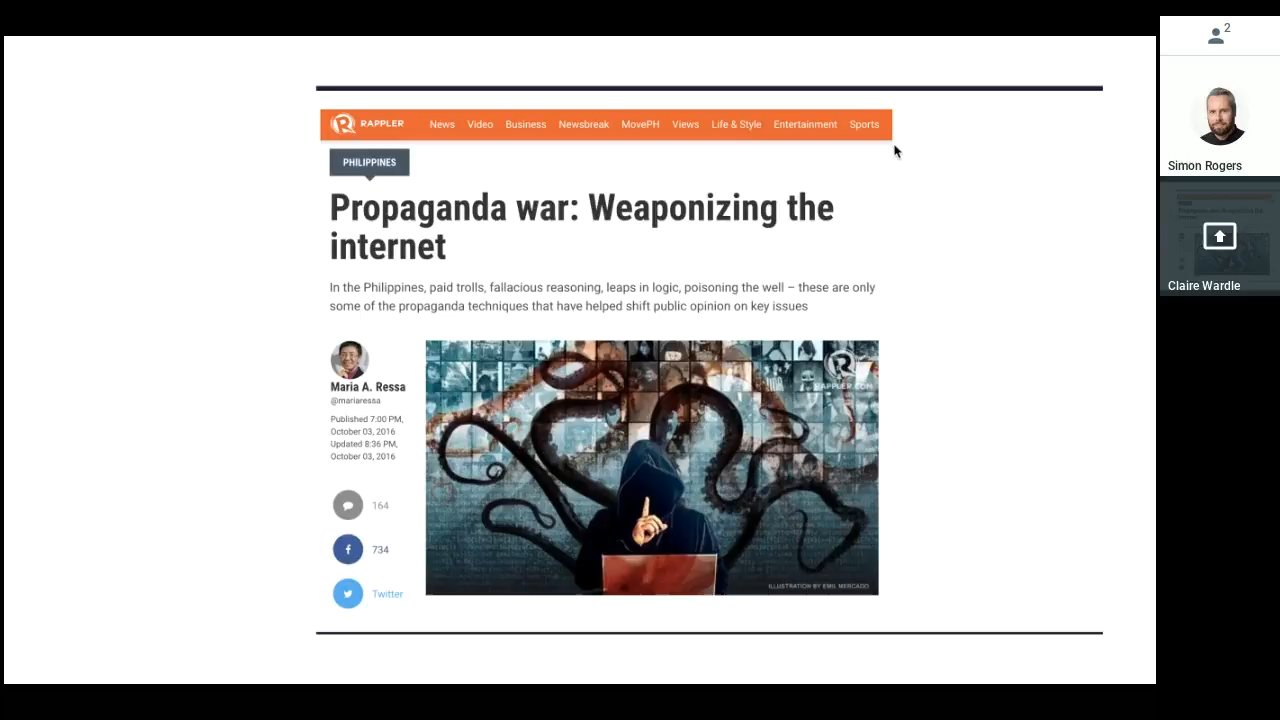 RAPPLER News Video Business Newsbreak MovePH Views Life & Style Entertainment Sports
PHILIPPINES
Propaganda war: Weaponizing the
internet
In the Philippines, paid trolls, fallacious reasoning, leaps in logic, poisoning the well – these are only
some of the propaganda techniques that have helped shift public opinion on key issues
Maria A. Ressa
@mariaressa
Published 7:00 PM,
October 03, 2016
Updated 8:36 PM,
October 03, 2016
164
734
Twitter
RAPPLER.COM
ILLUSTRATION BY EMIL MERCADO
2
Simon Rogers
Claire Wardle